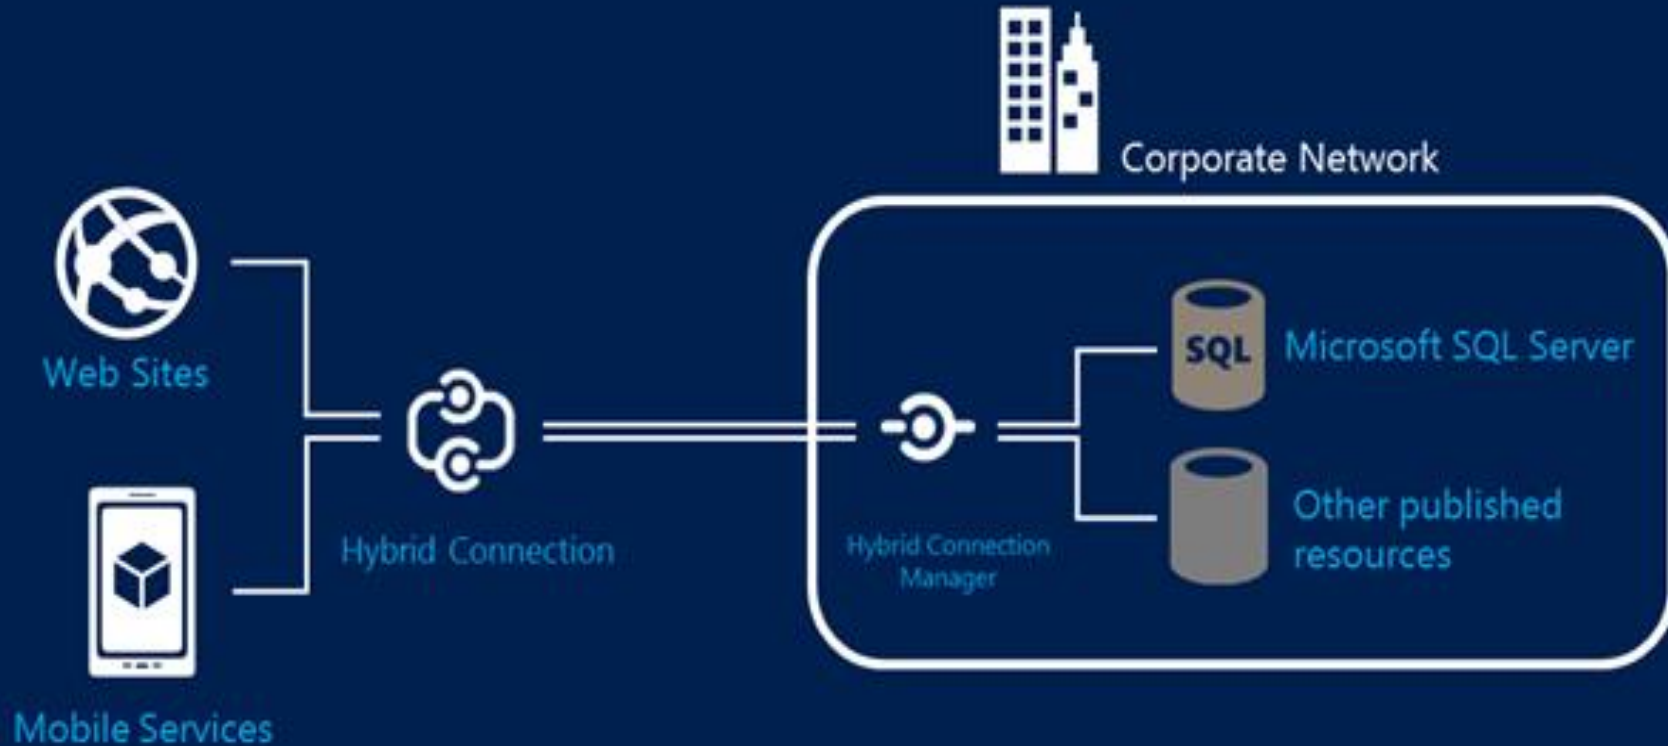 Corporate Network
Web Sites
Mobile Services
Hybrid Connection
Hybrid Connection
Manager
SQL
Microsoft SQL Server
Other published
resources